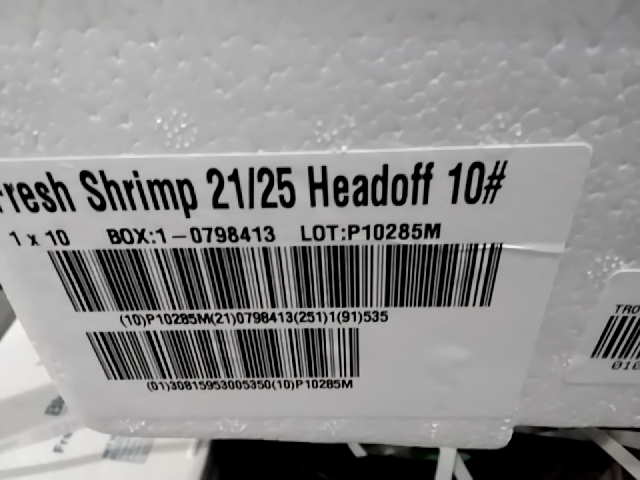 Fresh Shrimp 21/25 Headoff 10#
1 x 10 BOX:1-0798413 LOT:P10285M
(10)P10285M(21)0798413(251)1(91)535
(01)30815953005350(10)P10285M